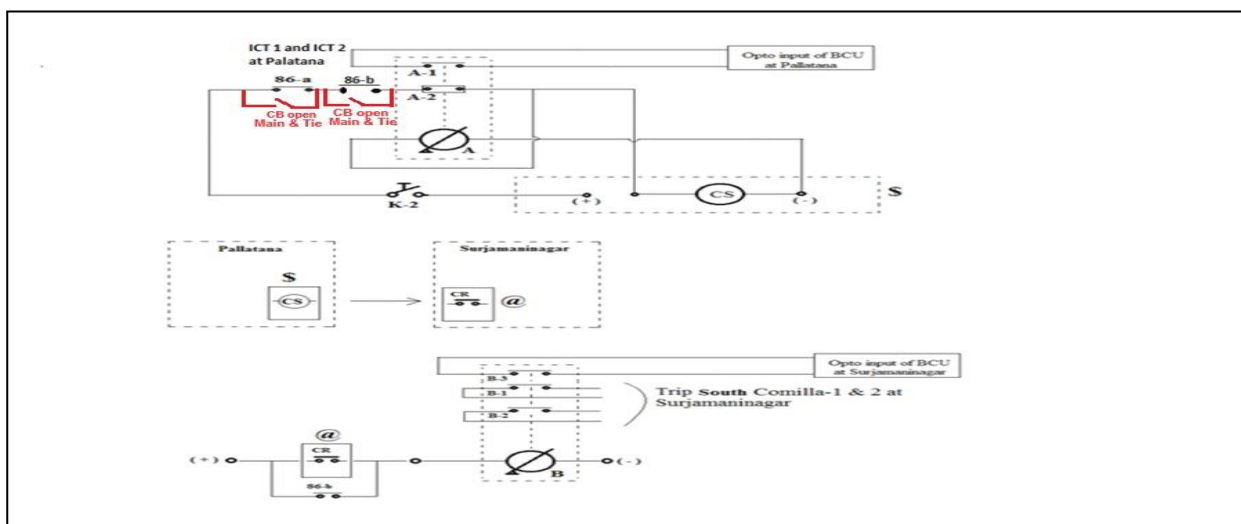 ICT 1 and ICT 2
at Palatana
Opto input of BCU
at Pallatana
86-a
86-b
A-1
A-2
CB open
Main & Tie
CB open
Main & Tie
A
K-2
(+)
CS
(-)
S
Pallatana
Surjamaninagar
S
CS
CR
@
Opto input of BCU
at Surjamaninagar
B-3
B-1
B-2
Trip South Comilla-1 & 2 at
Surjamaninagar
@
CR
(+)
B
(-)